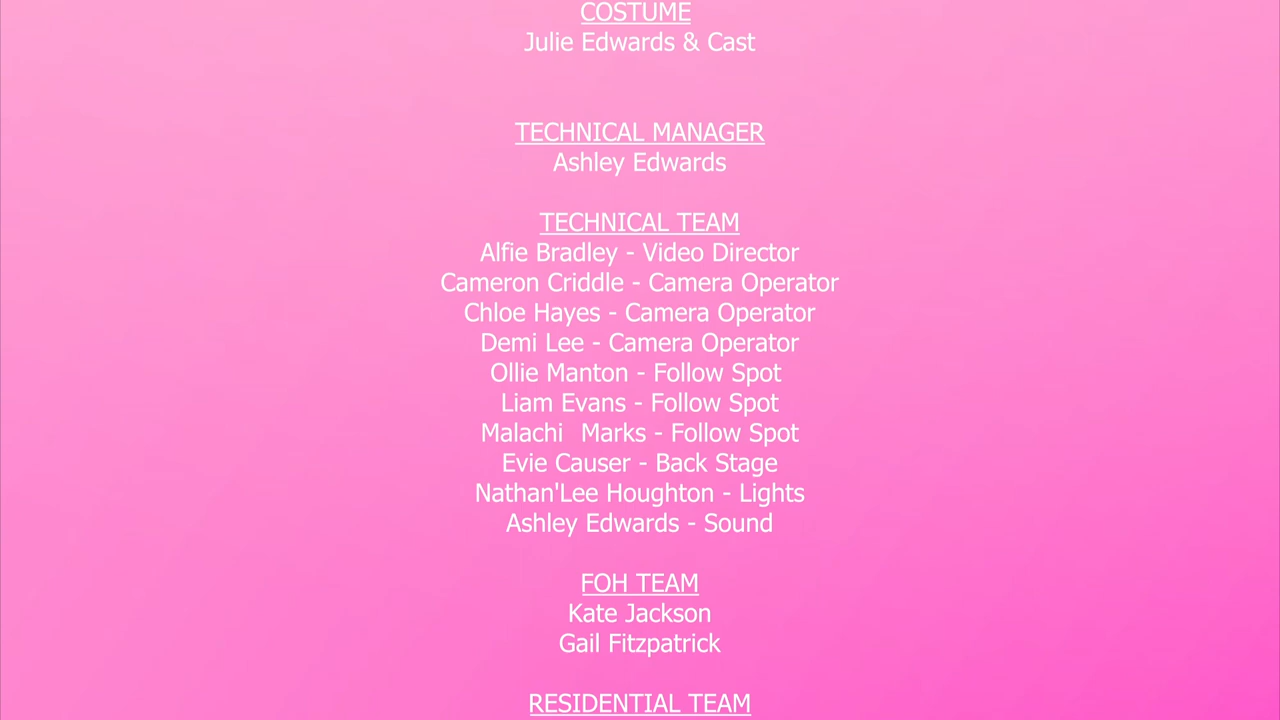 COSTUME
Julie Edwards & Cast
TECHNICAL MANAGER
Ashley Edwards
TECHNICAL TEAM
Alfie Bradley - Video Director
Cameron Criddle - Camera Operator
Chloe Hayes - Camera Operator
Demi Lee - Camera Operator
Ollie Manton - Follow Spot
Liam Evans - Follow Spot
Malachi  Marks - Follow Spot
Evie Causer - Back Stage
Nathan'Lee Houghton - Lights
Ashley Edwards - Sound
FOH TEAM
Kate Jackson
Gail Fitzpatrick
RESIDENTIAL TEAM